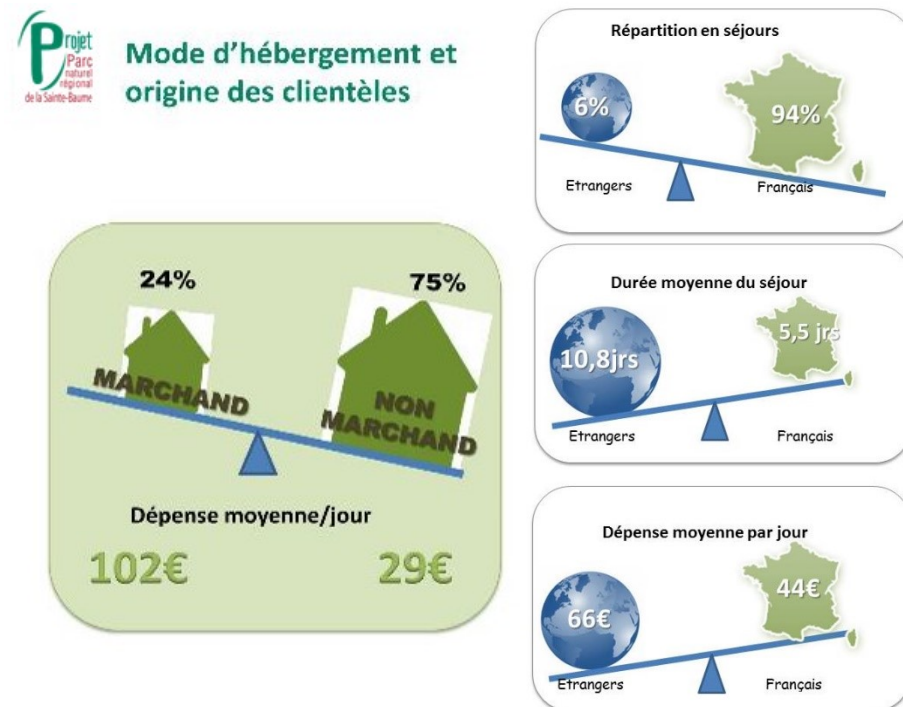 Projet
Parc
naturel
régional
de la Sainte-Baume
Mode d'hébergement et
origine des clientèles
24%
75%
MARCHAND
NON
MARCHAND
Dépense moyenne/jour
102€
29€
Répartition en séjours
6%
94%
Etrangers
Français
Durée moyenne du séjour
10,8jrs
5,5 jrs
Etrangers
Français
Dépense moyenne par jour
66€
44€
Etrangers
Français